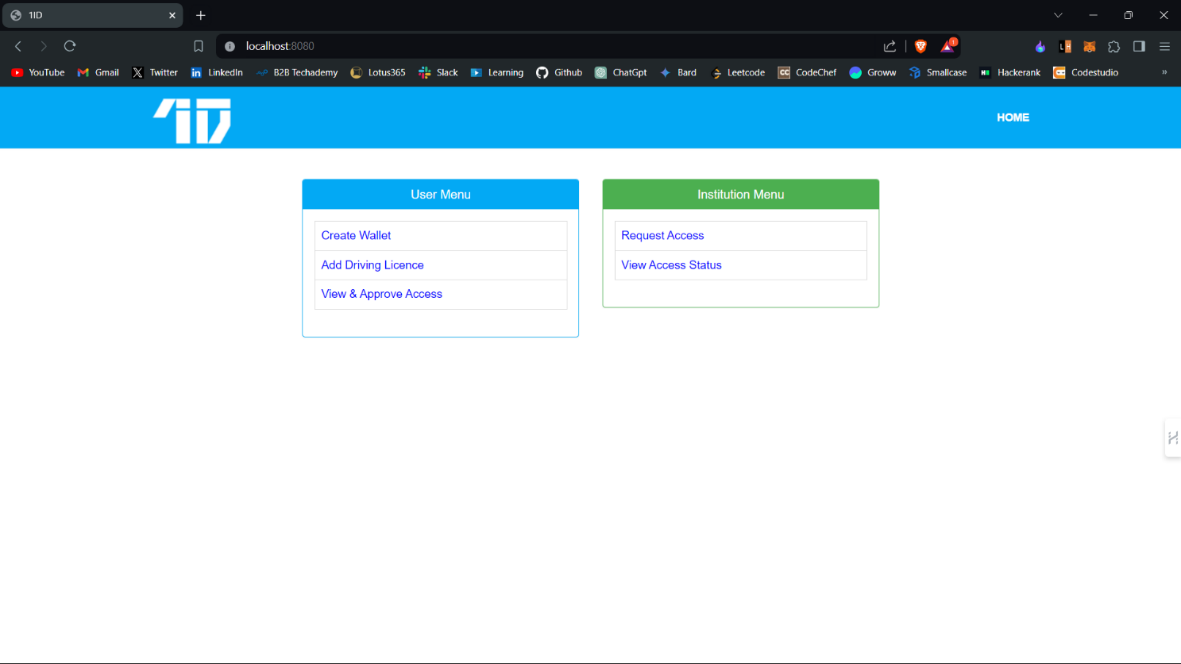 1ID
localhost:8080
YouTube Gmail Twitter LinkedIn B2B Techademy Lotus365 Slack Learning Github ChatGpt Bard Leetcode CodeChef Groww Smallcase Hackerank Codestudio »
1ID
HOME
User Menu
Create Wallet
Add Driving Licence
View & Approve Access
Institution Menu
Request Access
View Access Status